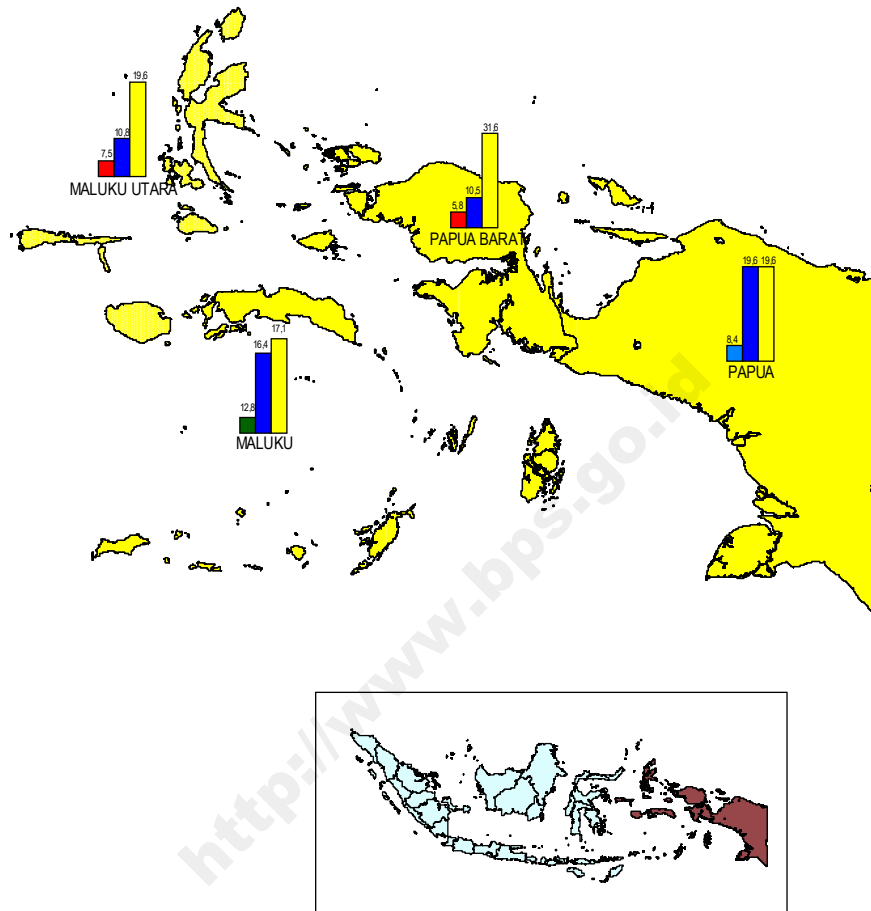 19,6
10,8
7,5
MALUKU UTARA
31,6
10,5
5,8
PAPUA BARAT
19,6 19,6
8,4
PAPUA
17,1
16,4
12,8
MALUKU
http://www.bps.go.id